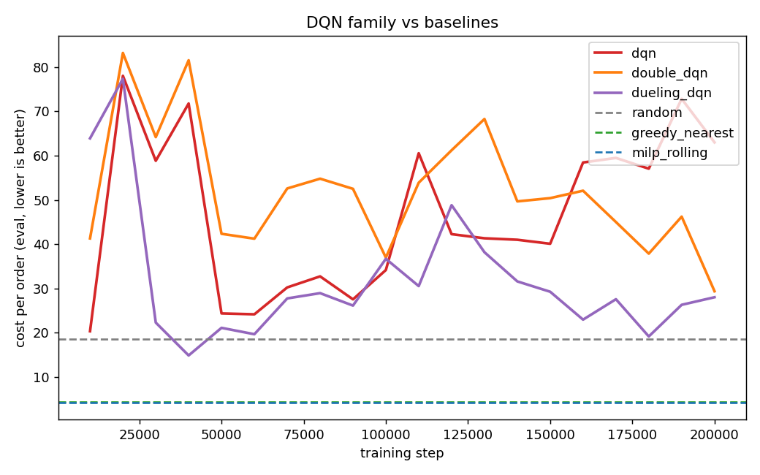 DQN family vs baselines
cost per order (eval, lower is better)
80
70
60
50
40
30
20
10
dqn
double_dqn
dueling_dqn
random
greedy_nearest
milp_rolling
25000 50000 75000 100000 125000 150000 175000 200000
training step